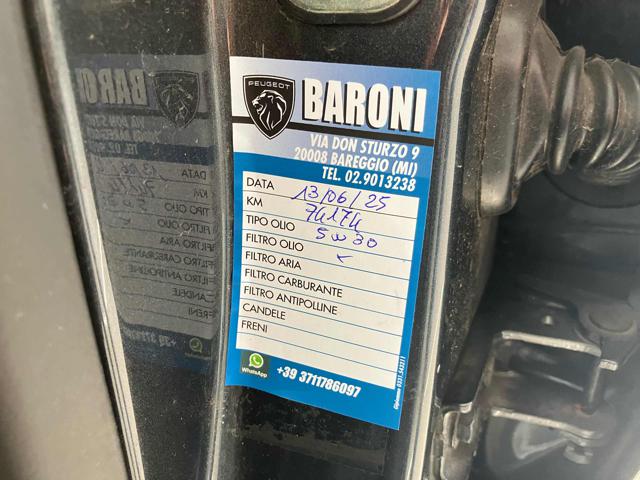 PEUGEOT
BARONI
VIA DON STURZO 9
20008 BAREGGIO (MI)
TEL. 02.9013238
DATA 13/06/25
KM 74174
TIPO OLIO 5W30
FILTRO OLIO
FILTRO ARIA
FILTRO CARBURANTE
FILTRO ANTIPOLLINE
CANDELE
FRENI
WhatsApp +39 3711786097